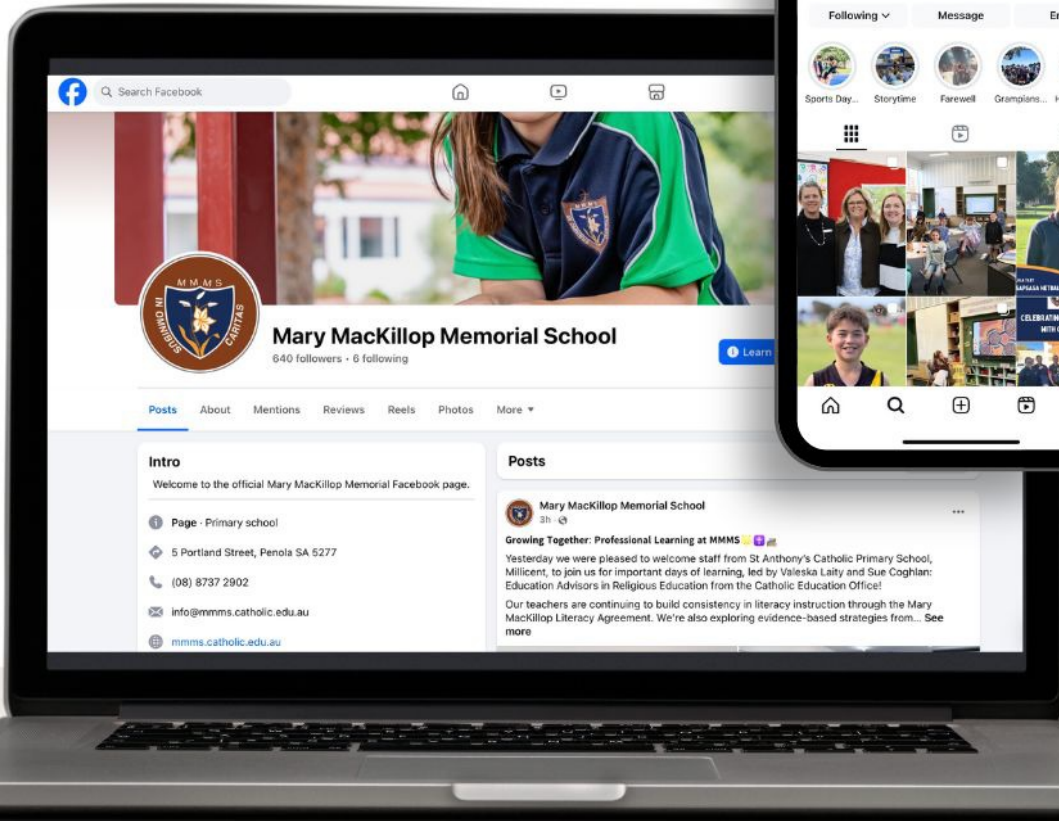 Following
Message
Sports Day...
Storytime
Farewell
Grampians...
CELEBRATING
Search Facebook
MMMS
IN OMNIBUS CARITAS
Mary MacKillop Memorial School
640 followers • 6 following
Learn
Posts About Mentions Reviews Reels Photos More
Intro
Welcome to the official Mary MacKillop Memorial Facebook page.
Page · Primary school
5 Portland Street, Penola SA 5277
(08) 8737 2902
info@mmms.catholic.edu.au
mmms.catholic.edu.au
Posts
Mary MacKillop Memorial School
3h
Growing Together: Professional Learning at MMMS
Yesterday we were pleased to welcome staff from St Anthony's Catholic Primary School,
Millicent, to join us for important days of learning, led by Valeska Laity and Sue Coghlan:
Education Advisors in Religious Education from the Catholic Education Office!
Our teachers are continuing to build consistency in literacy instruction through the Mary
MacKillop Literacy Agreement. We're also exploring evidence-based strategies from... See
more